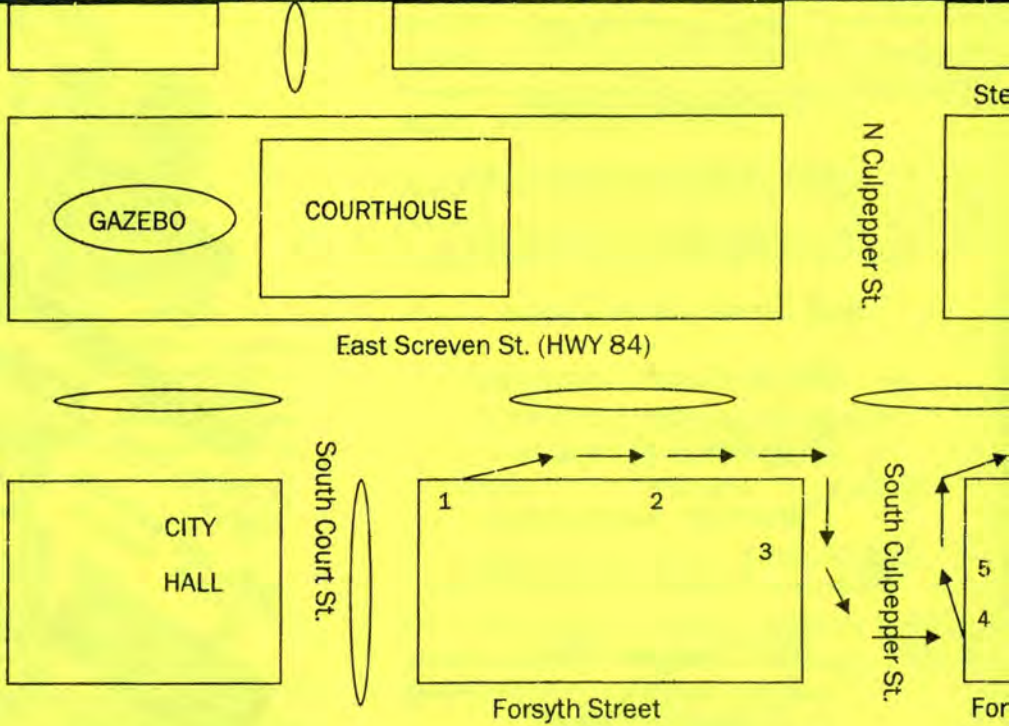 Ste
N Culpepper St.
GAZEBO
COURTHOUSE
East Screven St. (HWY 84)
South Court St.
CITY
HALL
1
2
3
South Culpepper St.
5
4
Forsyth Street
For